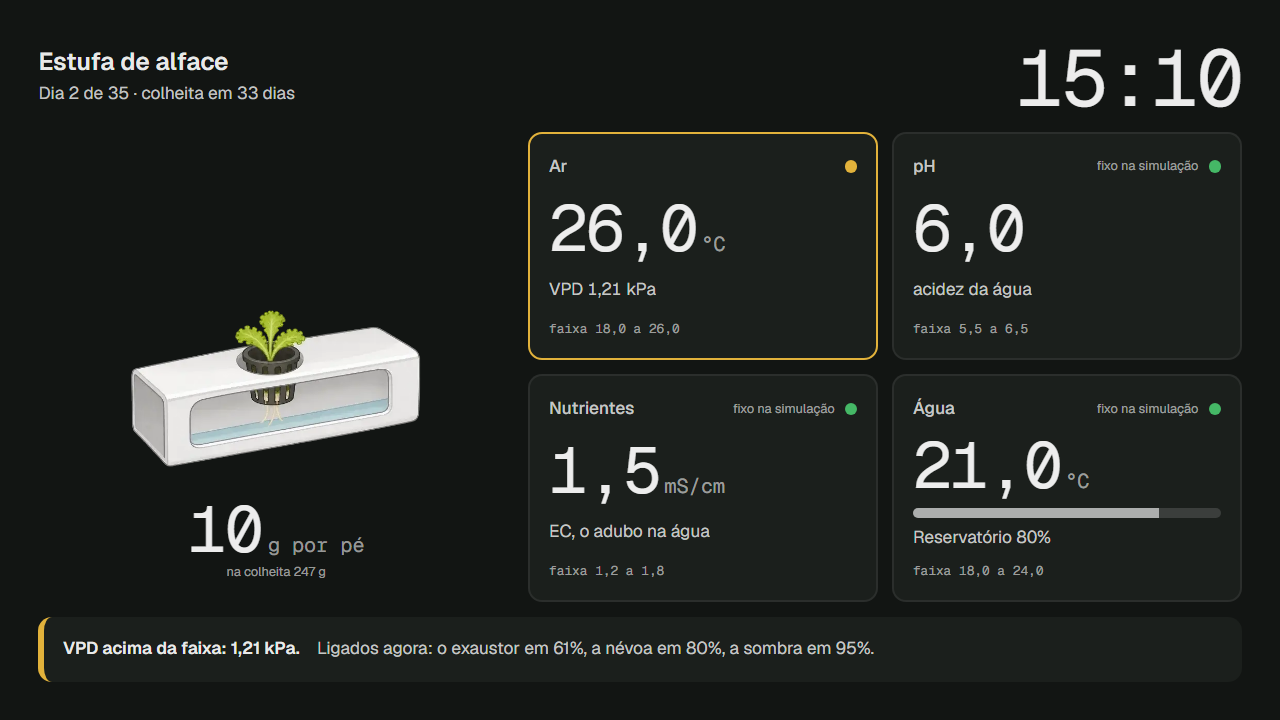 Estufa de alface
Dia 2 de 35 · colheita em 33 dias
15:10
Ar
26,0 °C
VPD 1,21 kPa
faixa 18,0 a 26,0
pH
fixo na simulação
6,0
acidez da água
faixa 5,5 a 6,5
Nutrientes
fixo na simulação
1,5 mS/cm
EC, o adubo na água
faixa 1,2 a 1,8
Água
fixo na simulação
21,0 °C
Reservatório 80%
faixa 18,0 a 24,0
10 g por pé
na colheita 247 g
VPD acima da faixa: 1,21 kPa. Ligados agora: o exaustor em 61%, a névoa em 80%, a sombra em 95%.